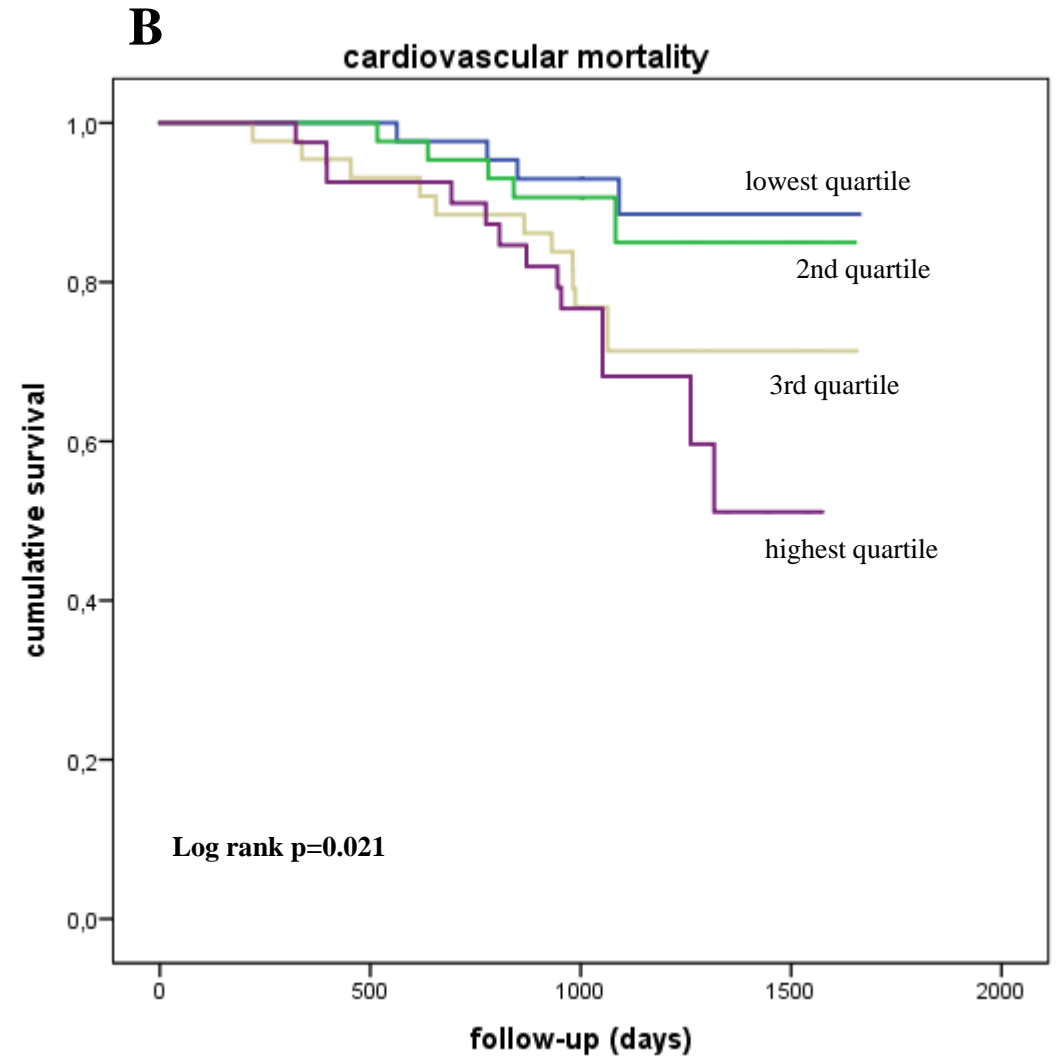 B
cardiovascular mortality
1,0
lowest quartile
2nd quartile
0,8
3rd quartile
0,6
highest quartile
0,4
0,2
Log rank p=0.021
0,0
cumulative survival
0 500 1000 1500 2000
follow-up (days)